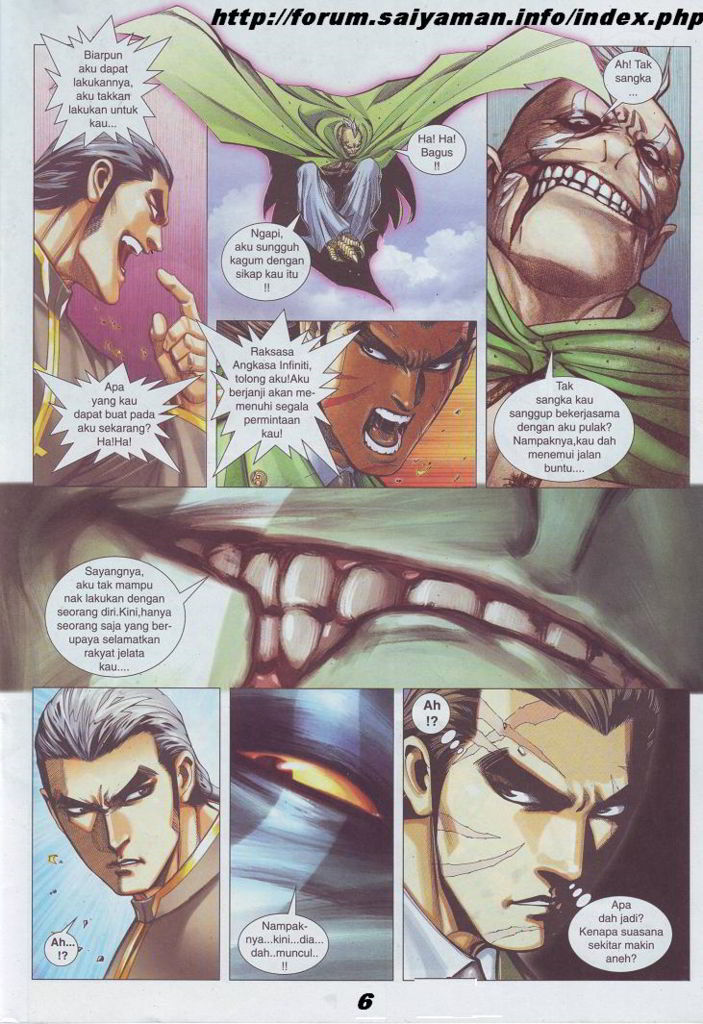 http://forum.saiyaman.info/index.php
Biarpun
aku dapat
lakukannya,
aku takkan
lakukan untuk
kau...
Apa
yang kau
dapat buat pada
aku sekarang?
Ha!Ha!
Ha! Ha!
Bagus
!!
Ngapi,
aku sungguh
kagum dengan
sikap kau itu
!!
Raksasa
Angkasa Infiniti,
tolong aku!Aku
berjanji akan me-
menuhi segala
permintaan
kau!
Ah! Tak
sangka
...
Tak
sangka kau
sanggup bekerjasama
dengan aku pulak?
Nampaknya,kau dah
menemui jalan
buntu....
Sayangnya,
aku tak mampu
nak lakukan dengan
seorang diri.Kini,hanya
seorang saja yang ber-
upaya selamatkan
rakyat jelata
kau....
Ah...
!?
Nampak-
nya...kini...dia...
dah..muncul..
!!
Ah
!?
Apa
dah jadi?
Kenapa suasana
sekitar makin
aneh?
6